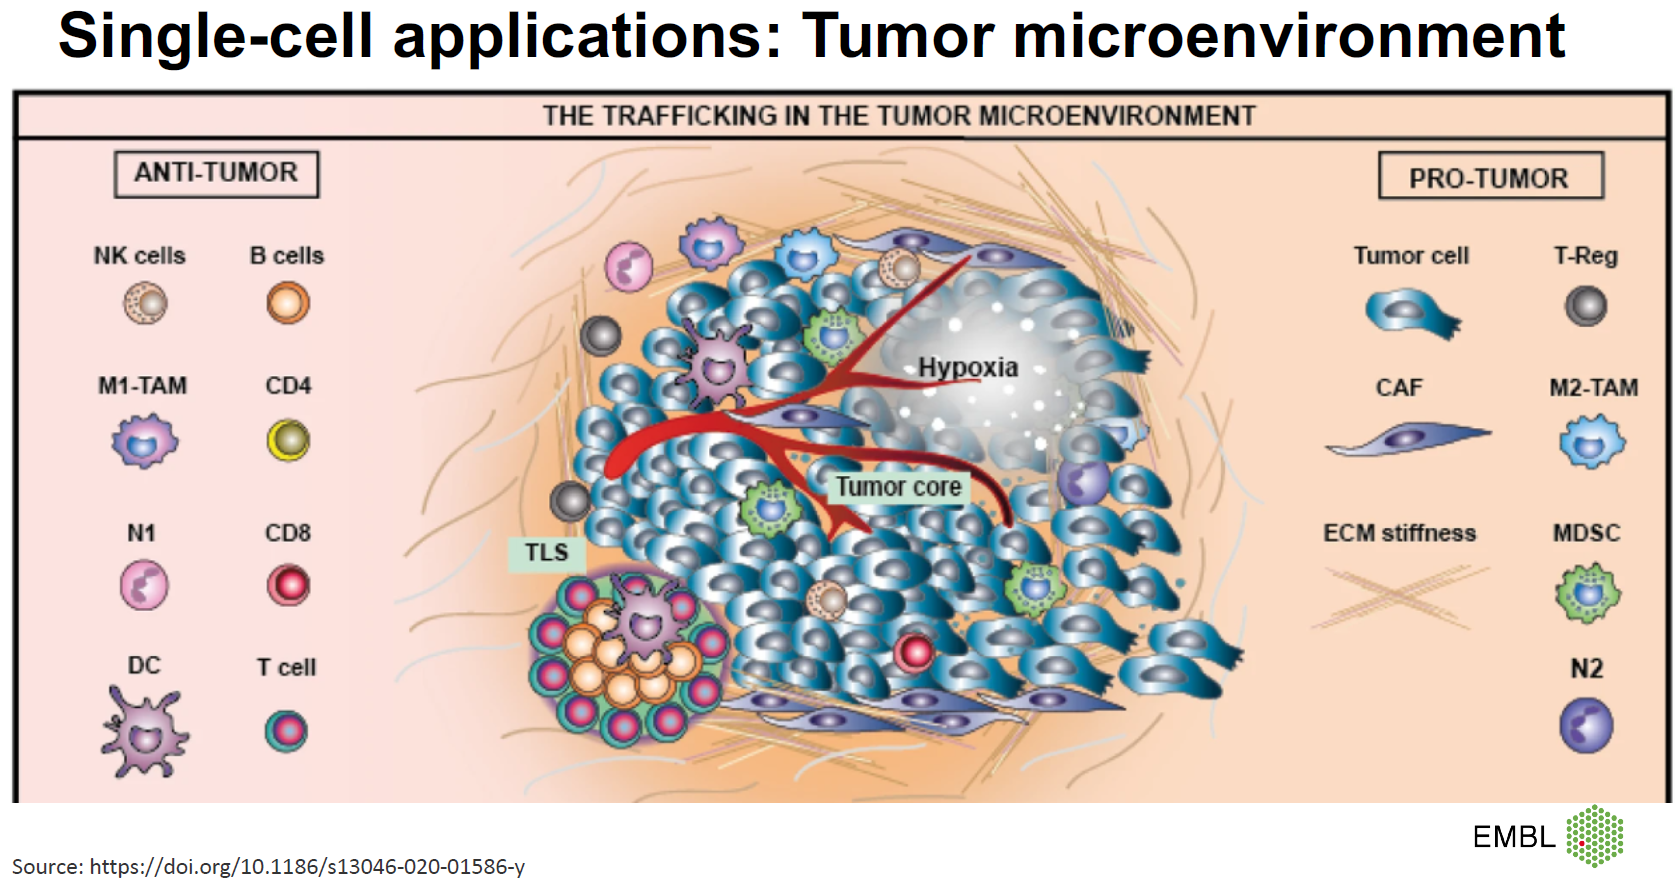 Single-cell applications: Tumor microenvironment
THE TRAFFICKING IN THE TUMOR MICROENVIRONMENT
ANTI-TUMOR
NK cells
B cells
M1-TAM
CD4
N1
CD8
DC
T cell
Hypoxia
Tumor core
TLS
PRO-TUMOR
Tumor cell
T-Reg
CAF
M2-TAM
ECM stiffness
MDSC
N2
EMBL
Source: https://doi.org/10.1186/s13046-020-01586-y